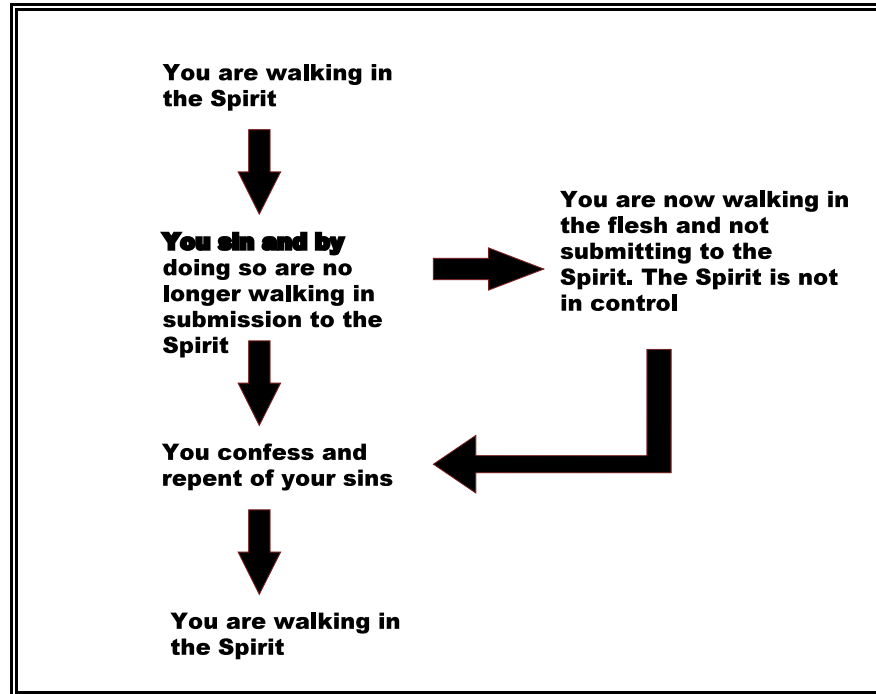 You are walking in
the Spirit
You sin and by
doing so are no
longer walking in
submission to the
Spirit
You are now walking in
the flesh and not
submitting to the
Spirit. The Spirit is not
in control
You confess and
repent of your sins
You are walking in
the Spirit